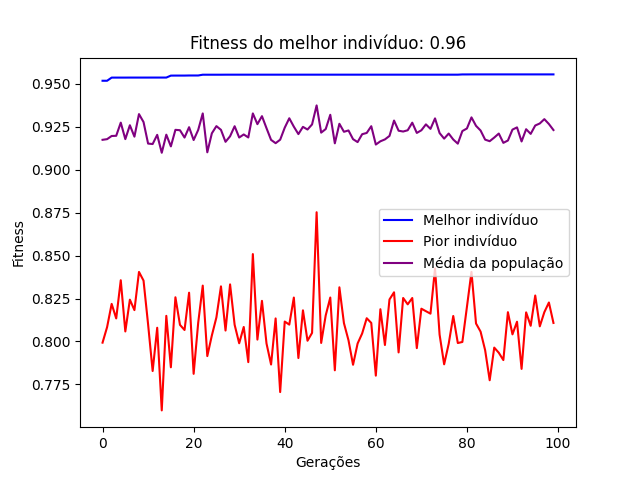 Fitness do melhor indivíduo: 0.96
0.950
0.925
0.900
0.875
0.850
0.825
0.800
0.775
Fitness
Melhor indivíduo
Pior indivíduo
Média da população
0 20 40 60 80 100
Gerações